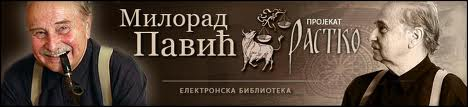 Милорад
Павић
ПРОЈЕКАТ
Растко
ЕЛЕКТРОНСКА БИБЛИОТЕКА